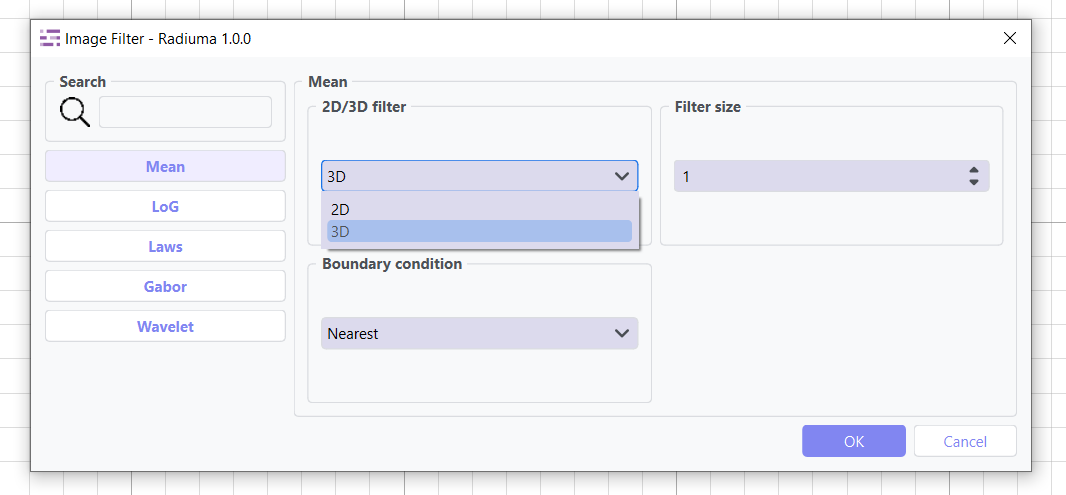 Image Filter - Radiuma 1.0.0
Search
Mean
LoG
Laws
Gabor
Wavelet
Mean
2D/3D filter
3D
2D
3D
Filter size
1
Boundary condition
Nearest
OK
Cancel